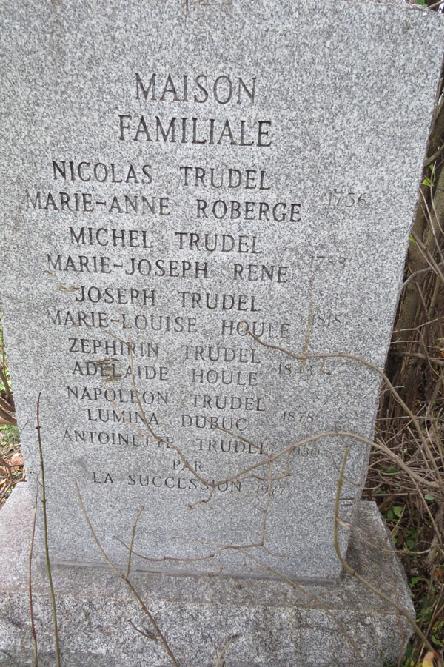 MAISON
FAMILIALE
NICOLAS TRUDEL
MARIE-ANNE ROBERGE 1756
MICHEL TRUDEL
MARIE-JOSEPH RENE
JOSEPH TRUDEL
MARIE-LOUISE HOULE
ZEPHIRIN TRUDEL
ADELAIDE HOULE
NAPOLEON TRUDEL
LUMINA DUBUC 1878
ANTOINETTE TRUDEL
PAR
LA SUCCESSION